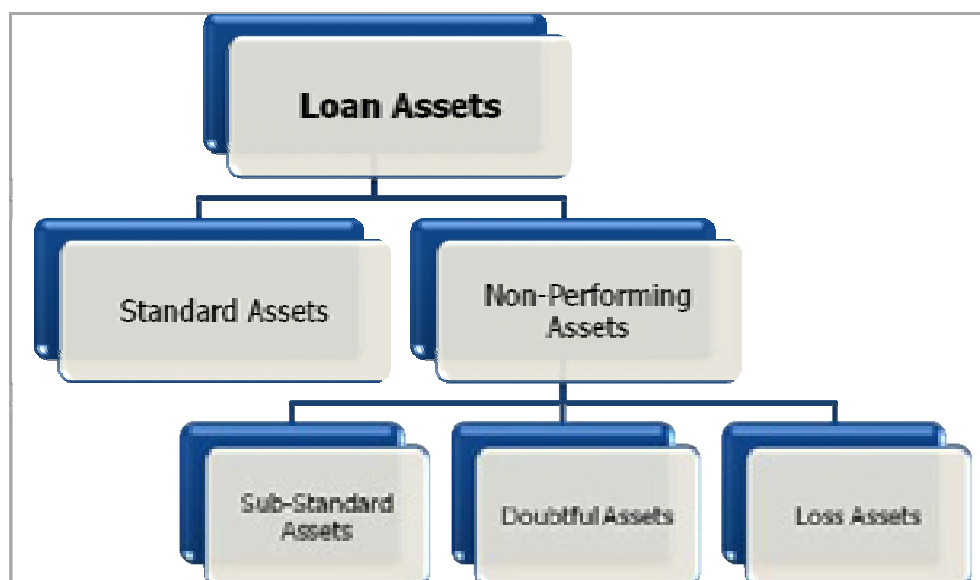 Loan Assets
Standard Assets
Non-Performing
Assets
Sub-Standard
Assets
Doubtful Assets
Loss Assets